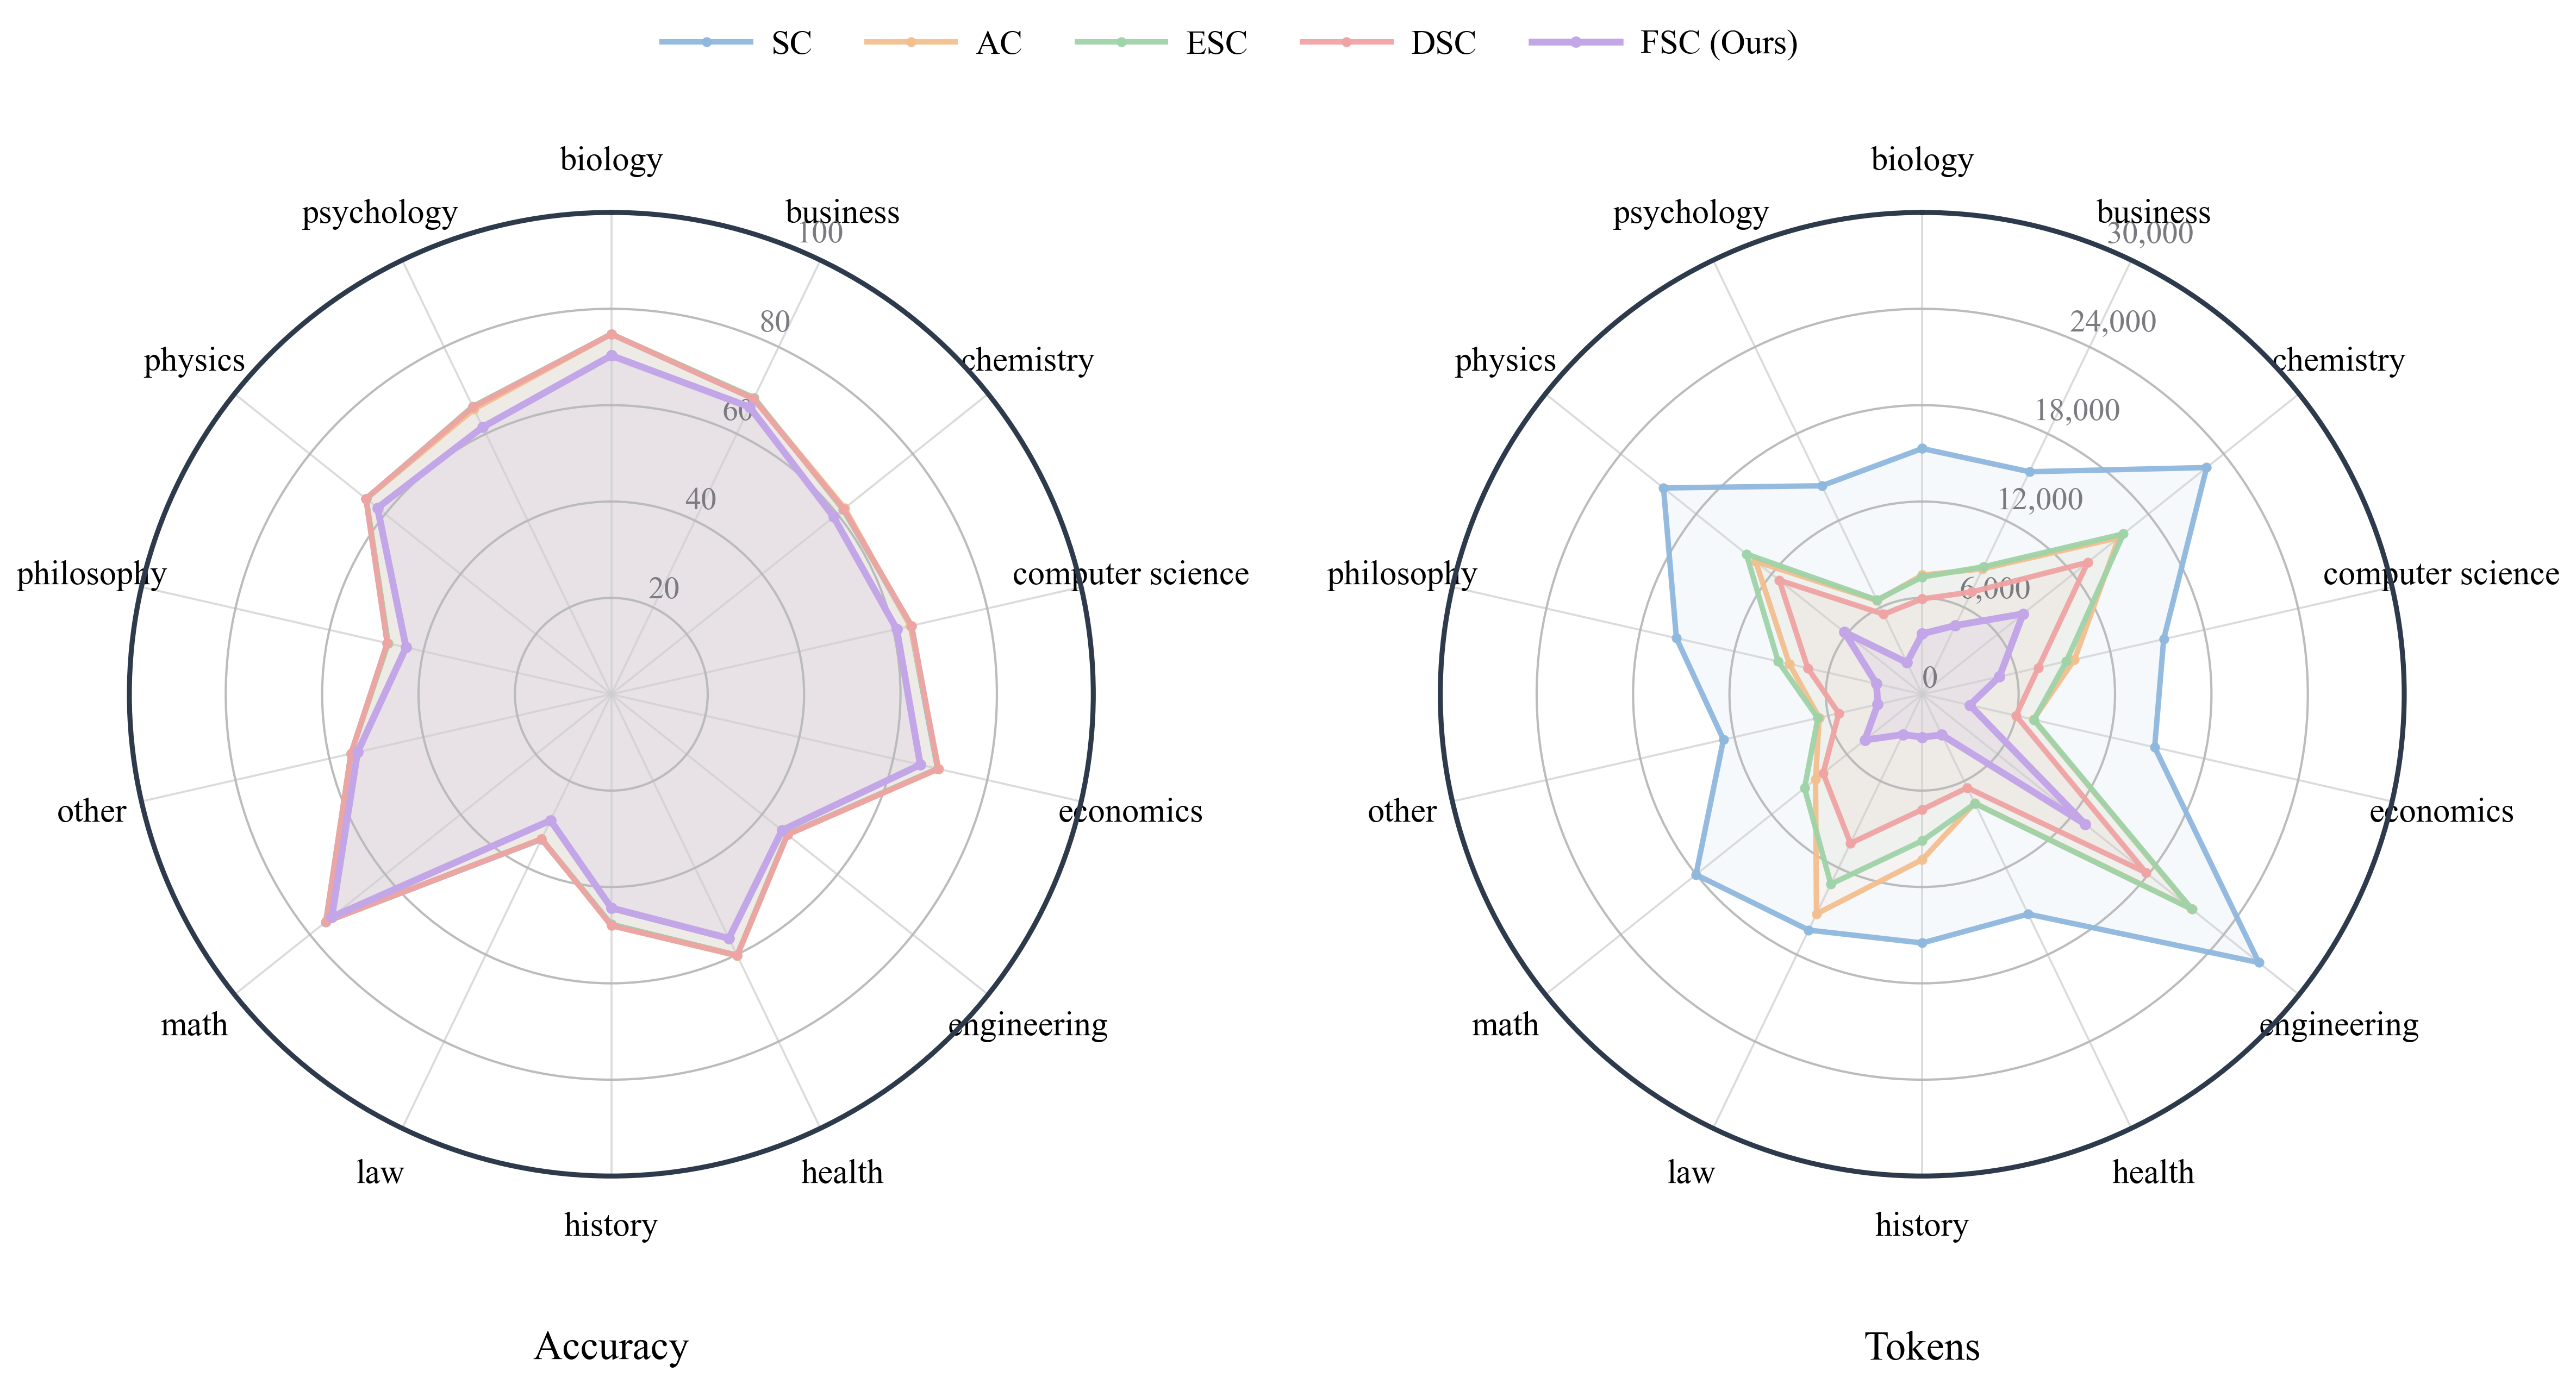 SC AC ESC DSC FSC (Ours)
biology
business
chemistry
computer science
economics
engineering
health
history
law
math
other
philosophy
physics
psychology
20
40
60
80
100
Accuracy
biology
business
chemistry
computer science
economics
engineering
health
history
law
math
other
philosophy
physics
psychology
0
6,000
12,000
18,000
24,000
30,000
Tokens